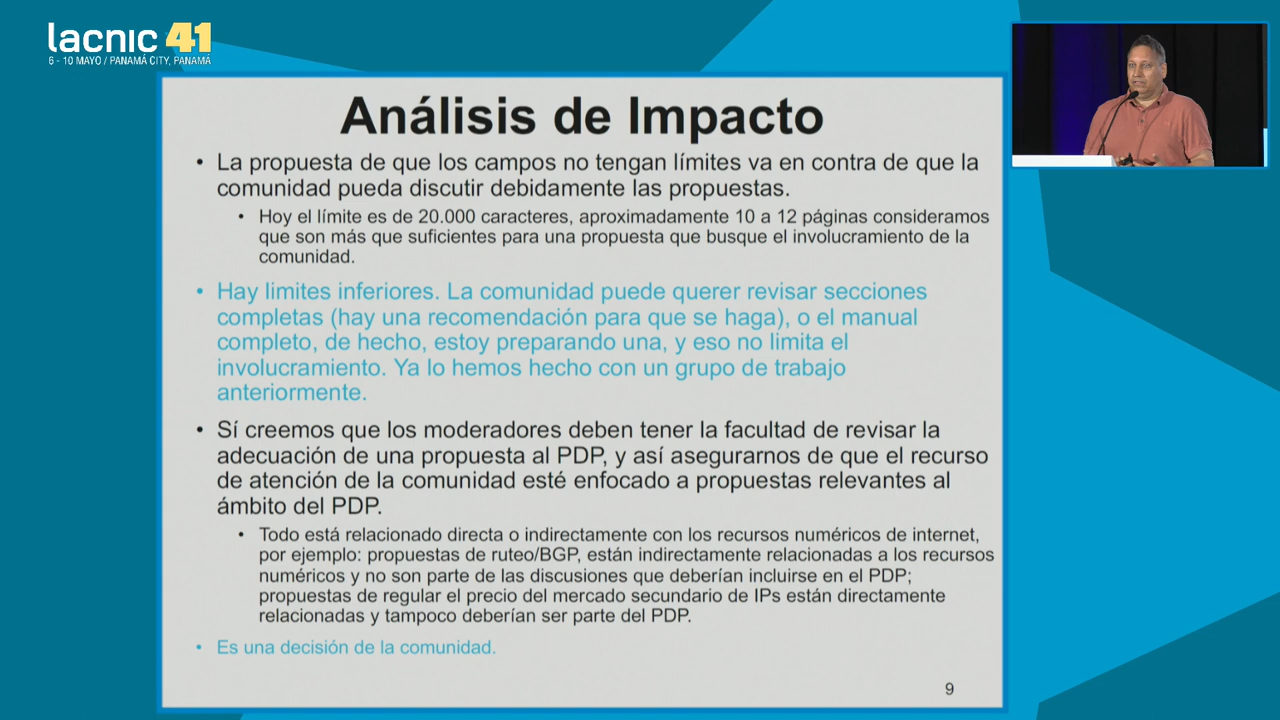 lacnic 41
6 - 10 MAYO / PANAMÁ CITY, PANAMÁ
Análisis de Impacto
• La propuesta de que los campos no tengan límites va en contra de que la
comunidad pueda discutir debidamente las propuestas.
• Hoy el límite es de 20.000 caracteres, aproximadamente 10 a 12 páginas consideramos
que son más que suficientes para una propuesta que busque el involucramiento de la
comunidad.
• Hay limites inferiores. La comunidad puede querer revisar secciones
completas (hay una recomendación para que se haga), o el manual
completo, de hecho, estoy preparando una, y eso no limita el
involucramiento. Ya lo hemos hecho con un grupo de trabajo
anteriormente.
• Sí creemos que los moderadores deben tener la facultad de revisar la
adecuación de una propuesta al PDP, y así asegurarnos de que el recurso
de atención de la comunidad esté enfocado a propuestas relevantes al
ámbito del PDP.
• Todo está relacionado directa o indirectamente con los recursos numéricos de internet,
por ejemplo: propuestas de ruteo/BGP, están indirectamente relacionadas a los recursos
numéricos y no son parte de las discusiones que deberían incluirse en el PDP;
propuestas de regular el precio del mercado secundario de IPs están directamente
relacionadas y tampoco deberían ser parte del PDP.
• Es una decisión de la comunidad.
9